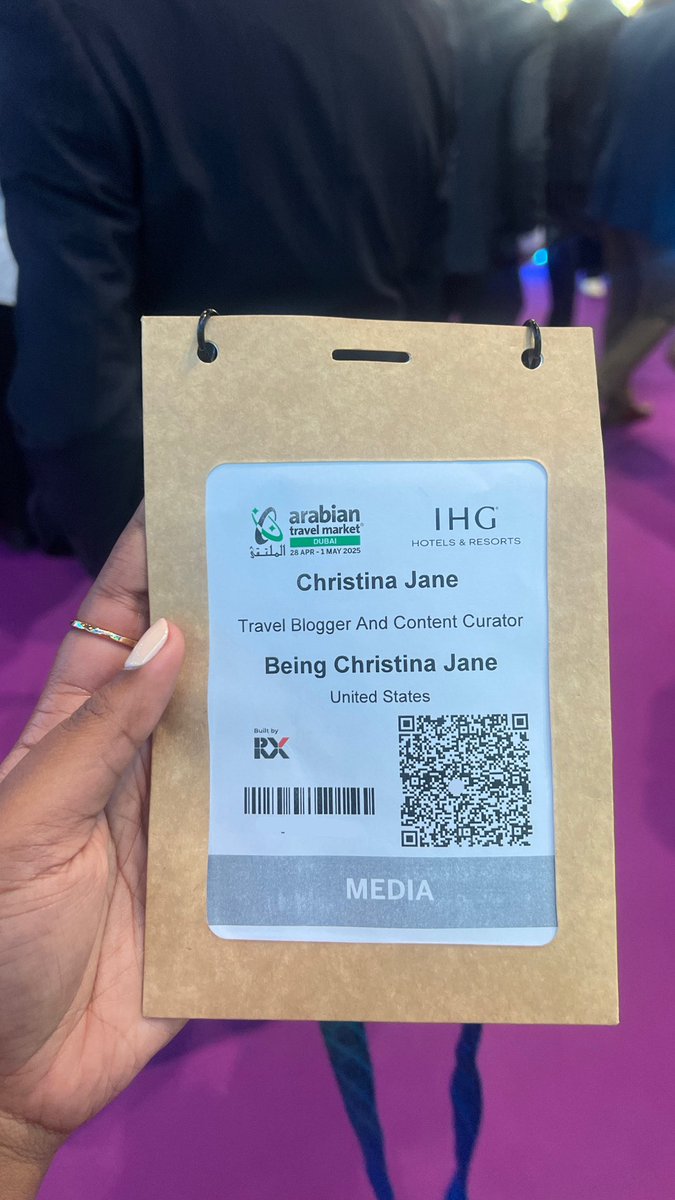 arabian
travel market®
DUBAI
الملتقى 28 APR - 1 MAY 2025
IHG®
HOTELS & RESORTS
Christina Jane
Travel Blogger And Content Curator
Being Christina Jane
United States
Built by
RX
MEDIA